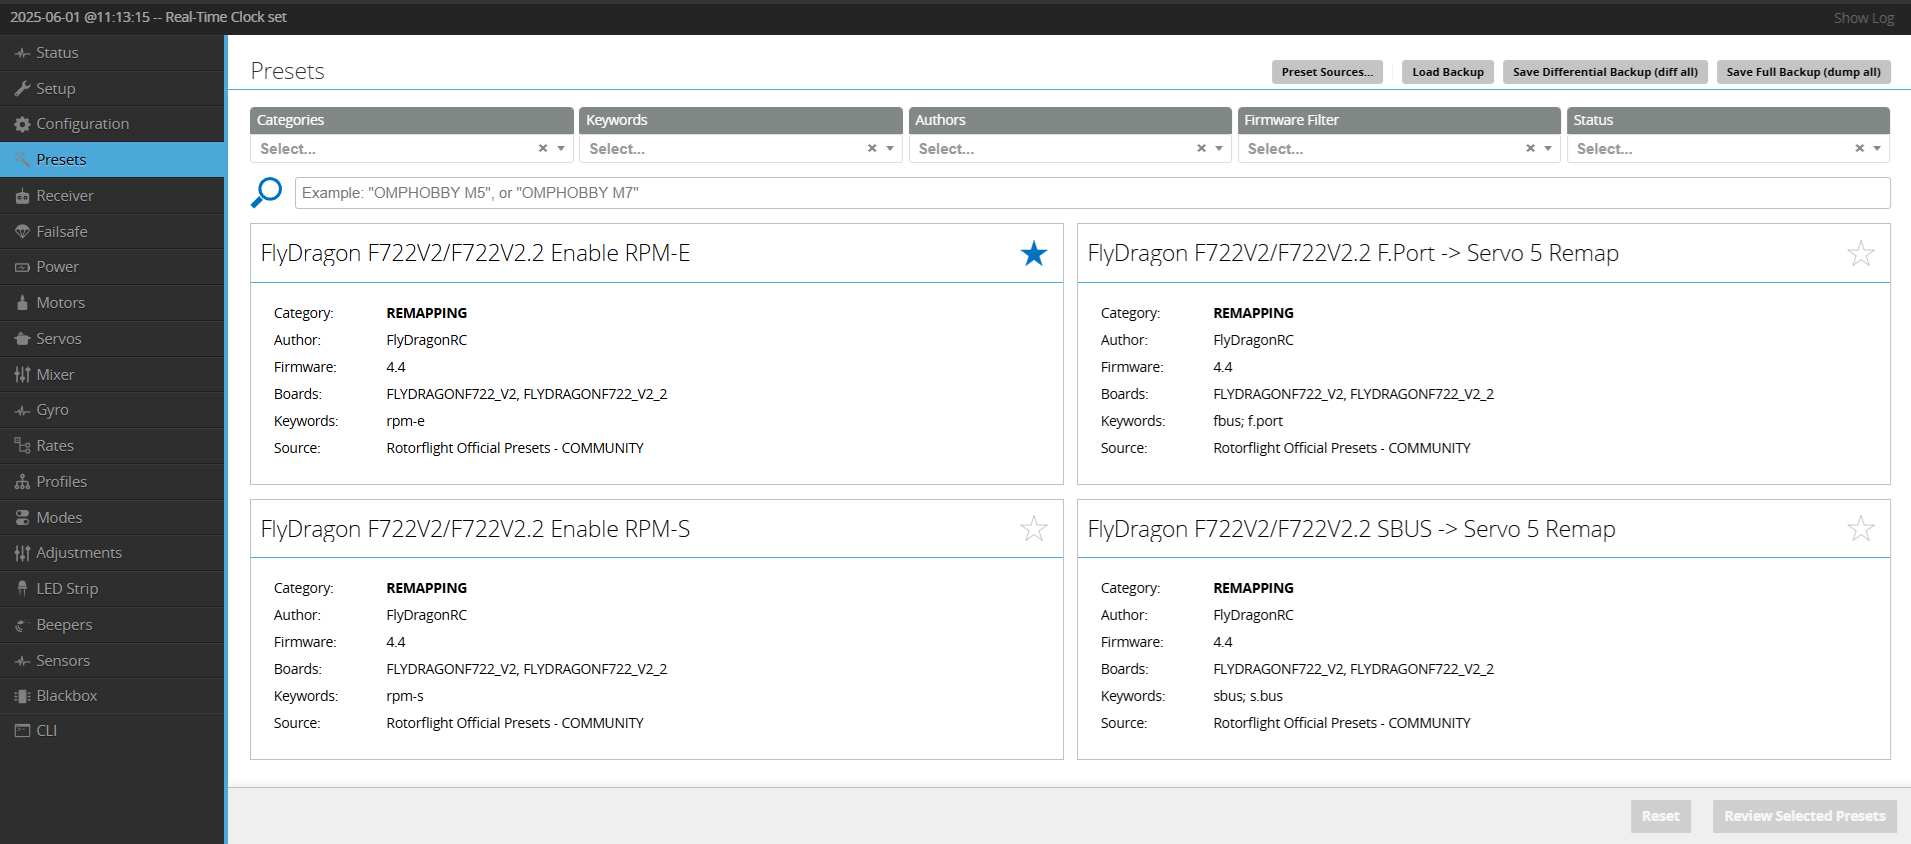 2025-06-01 @11:13:15 -- Real-Time Clock set
Show Log
Status
Setup
Configuration
Presets
Receiver
Failsafe
Power
Motors
Servos
Mixer
Gyro
Rates
Profiles
Modes
Adjustments
LED Strip
Beepers
Sensors
Blackbox
CLI
Presets
Preset Sources... Load Backup Save Differential Backup (diff all) Save Full Backup (dump all)
Categories Keywords Authors Firmware Filter Status
Select... Select... Select... Select... Select...
Example: "OMPHOBBY M5", or "OMPHOBBY M7"
FlyDragon F722V2/F722V2.2 Enable RPM-E
Category: REMAPPING
Author: FlyDragonRC
Firmware: 4.4
Boards: FLYDRAGONF722_V2, FLYDRAGONF722_V2_2
Keywords: rpm-e
Source: Rotorflight Official Presets - COMMUNITY
FlyDragon F722V2/F722V2.2 F.Port -> Servo 5 Remap
Category: REMAPPING
Author: FlyDragonRC
Firmware: 4.4
Boards: FLYDRAGONF722_V2, FLYDRAGONF722_V2_2
Keywords: fbus; f.port
Source: Rotorflight Official Presets - COMMUNITY
FlyDragon F722V2/F722V2.2 Enable RPM-S
Category: REMAPPING
Author: FlyDragonRC
Firmware: 4.4
Boards: FLYDRAGONF722_V2, FLYDRAGONF722_V2_2
Keywords: rpm-s
Source: Rotorflight Official Presets - COMMUNITY
FlyDragon F722V2/F722V2.2 SBUS -> Servo 5 Remap
Category: REMAPPING
Author: FlyDragonRC
Firmware: 4.4
Boards: FLYDRAGONF722_V2, FLYDRAGONF722_V2_2
Keywords: sbus; s.bus
Source: Rotorflight Official Presets - COMMUNITY
Reset Review Selected Presets